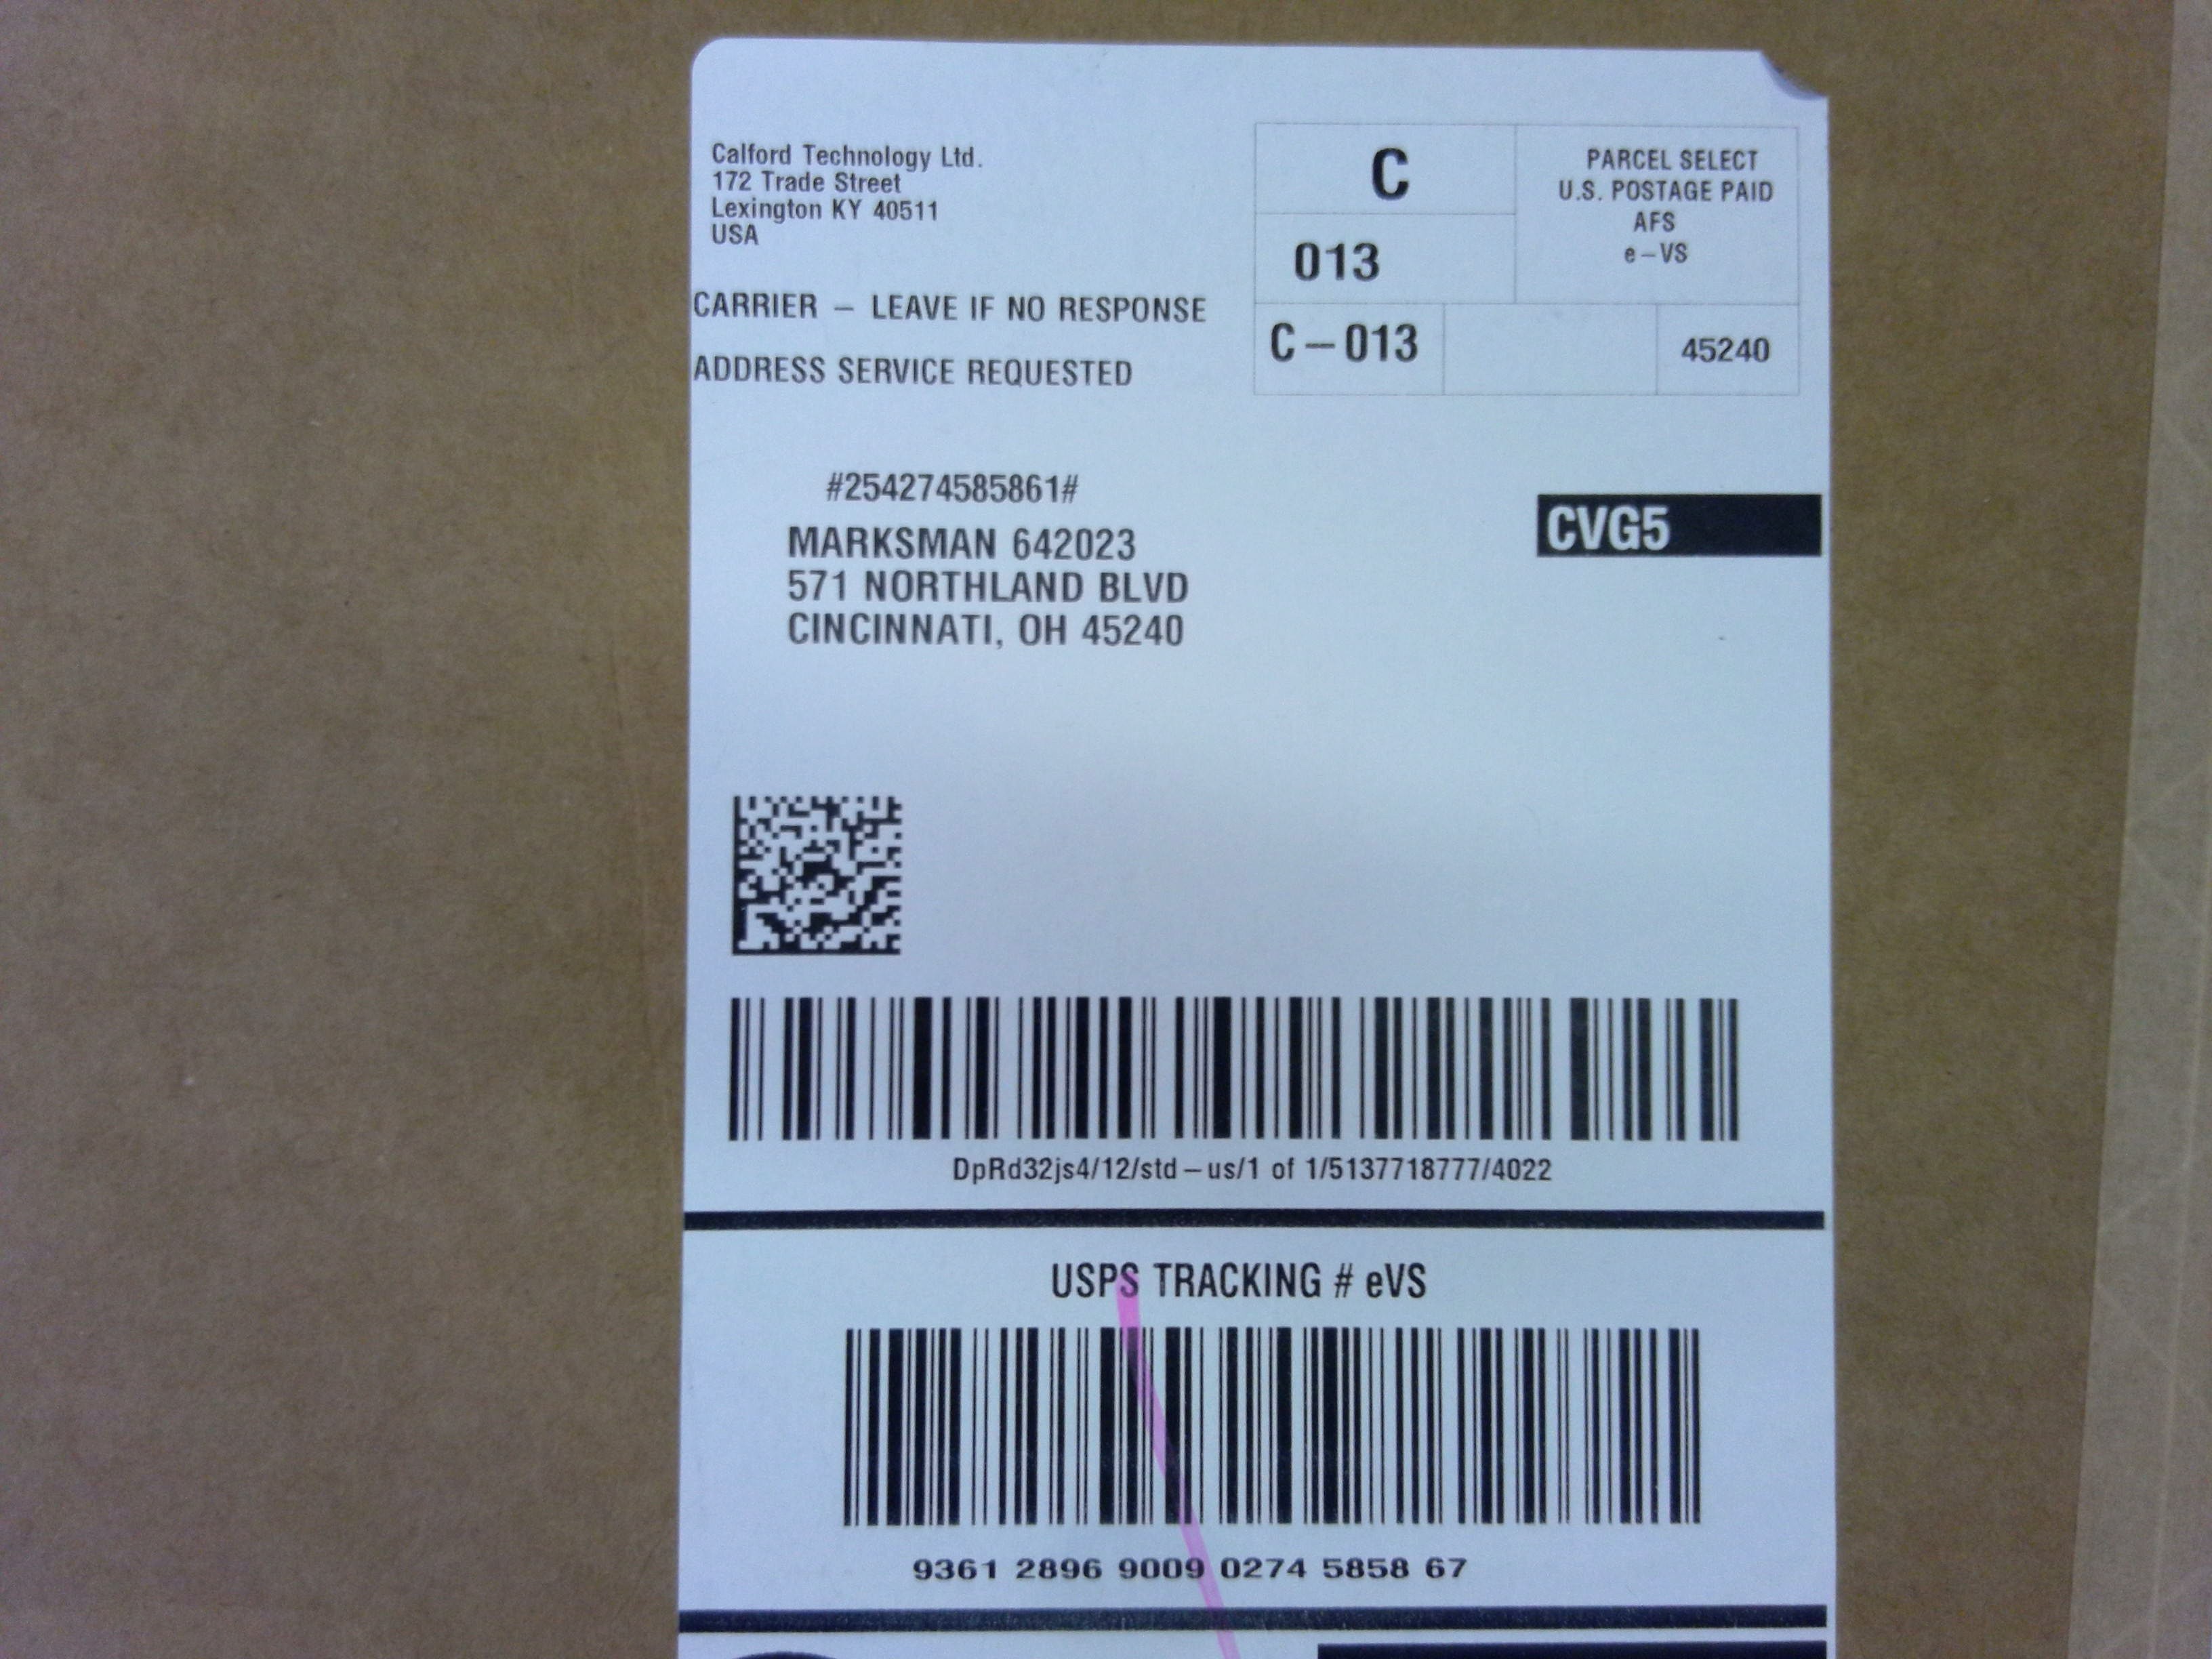 Calford Technology Ltd.
172 Trade Street
Lexington KY 40511
USA
CARRIER – LEAVE IF NO RESPONSE
ADDRESS SERVICE REQUESTED
C
013
C – 013
PARCEL SELECT
U.S. POSTAGE PAID
AFS
e – VS
45240
#254274585861#
MARKSMAN 642023
571 NORTHLAND BLVD
CINCINNATI, OH 45240
CVG5
DpRd32js4/12/std – us/1 of 1/5137718777/4022
USPS TRACKING # eVS
9361 2896 9009 0274 5858 67